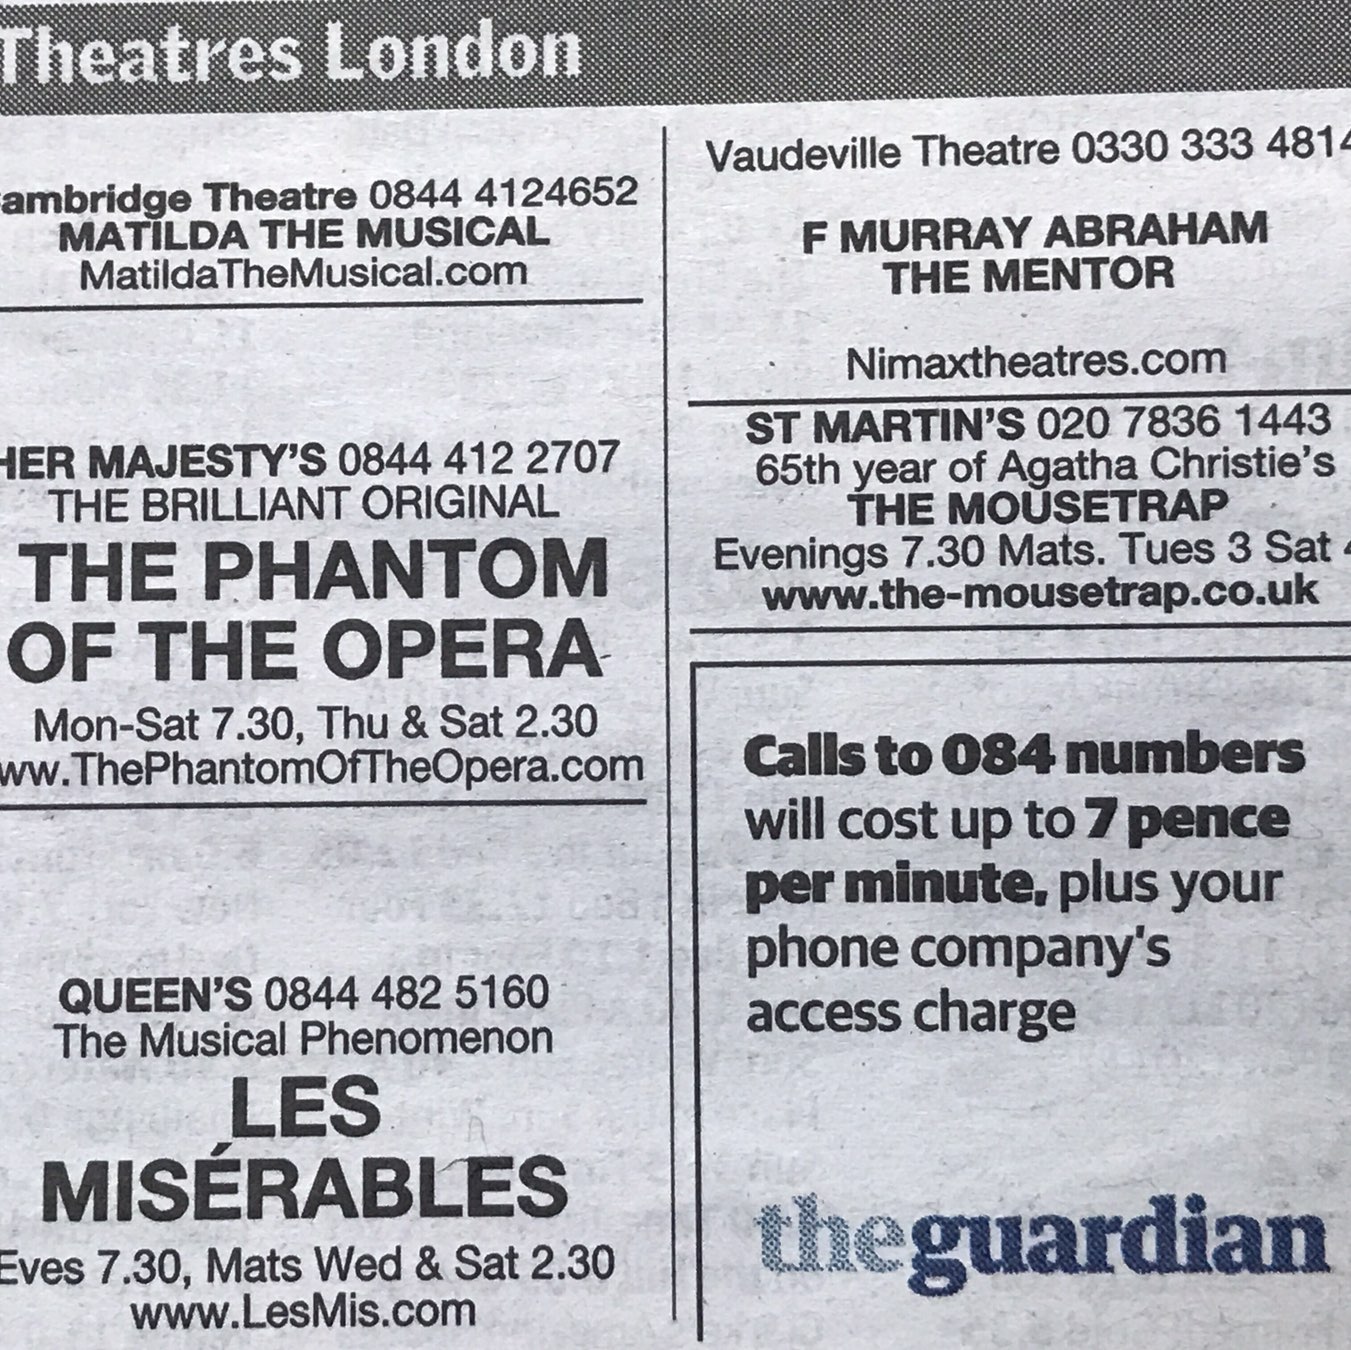 Theatres London
ambridge Theatre 0844 4124652
MATILDA THE MUSICAL
MatildaTheMusical.com
HER MAJESTY'S 0844 412 2707
THE BRILLIANT ORIGINAL
THE PHANTOM
OF THE OPERA
Mon-Sat 7.30, Thu & Sat 2.30
ww.ThePhantomOfTheOpera.com
QUEEN'S 0844 482 5160
The Musical Phenomenon
LES
MISÉRABLES
Eves 7.30, Mats Wed & Sat 2.30
www.LesMis.com
Vaudeville Theatre 0330 333 4814
F MURRAY ABRAHAM
THE MENTOR
Nimaxtheatres.com
ST MARTIN'S 020 7836 1443
65th year of Agatha Christie's
THE MOUSETRAP
Evenings 7.30 Mats. Tues 3 Sat 4
www.the-mousetrap.co.uk
Calls to 084 numbers
will cost up to 7 pence
per minute, plus your
phone company's
access charge
theguardian